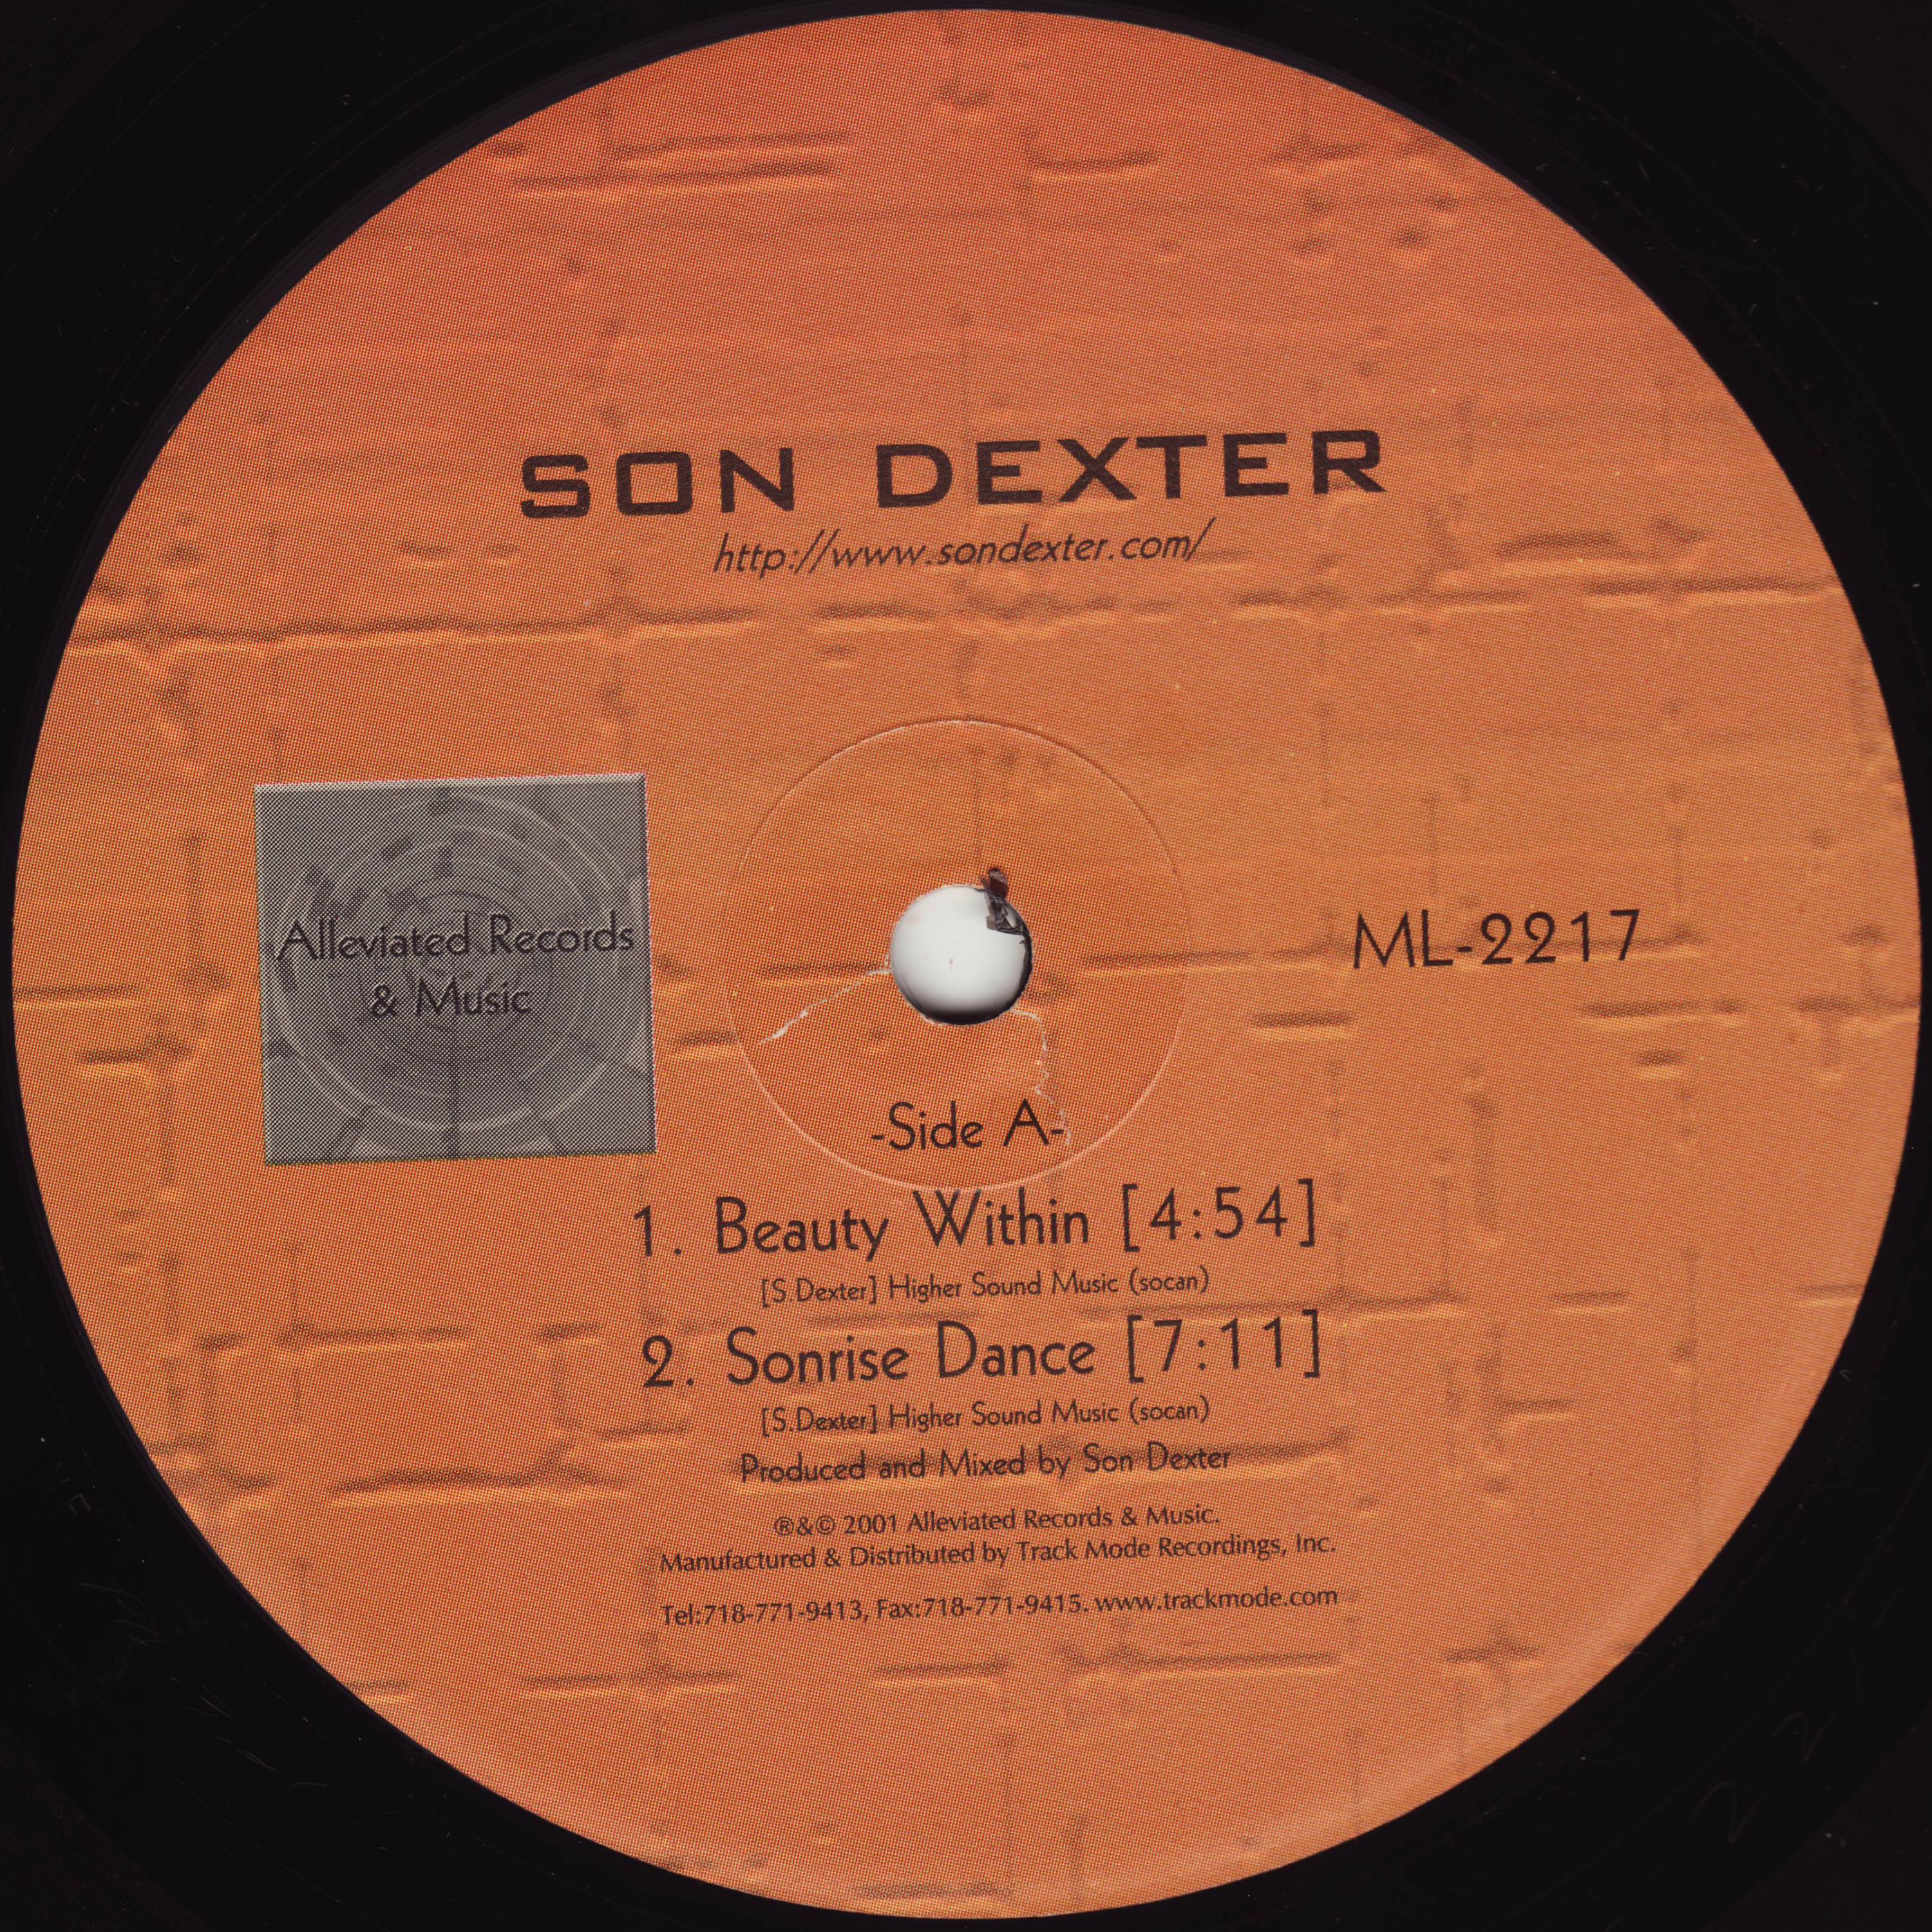 SON DEXTER
http://www.sondexter.com/
Alleviated Records
& Music
ML-2217
-Side A-
1. Beauty Within [4:54]
[S.Dexter] Higher Sound Music (socan)
2. Sonrise Dance [7:11]
[S.Dexter] Higher Sound Music (socan)
Produced and Mixed by Son Dexter
®&© 2001 Alleviated Records & Music.
Manufactured & Distributed by Track Mode Recordings, Inc.
Tel:718-771-9413, Fax:718-771-9415. www.trackmode.com